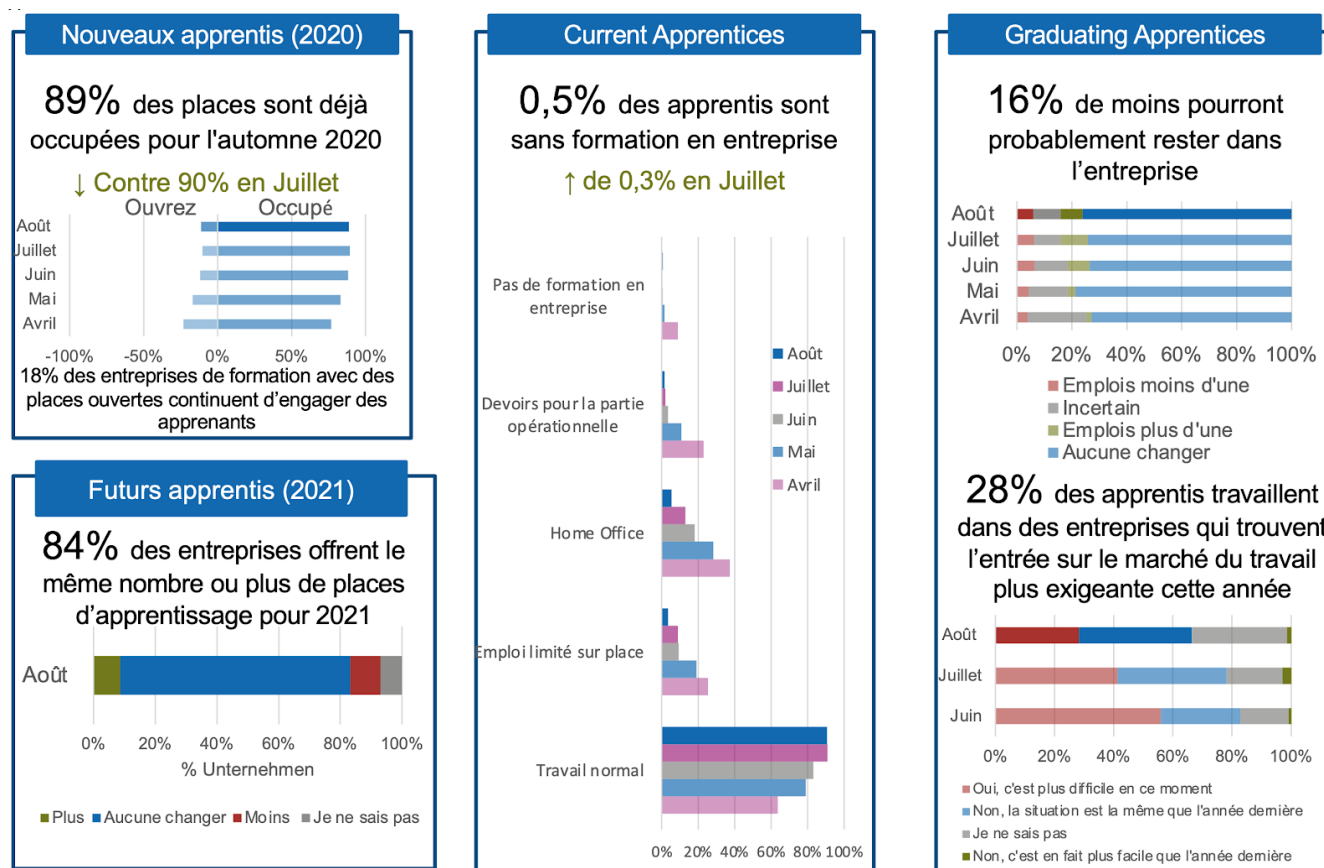 Nouveaux apprentis (2020)
89% des places sont déjà
occupées pour l'automne 2020
↓ Contre 90% en Juillet
Ouvrez Occupé
Août
Juillet
Juin
Mai
Avril
-100% -50% 0% 50% 100%
18% des entreprises de formation avec des
places ouvertes continuent d’engager des
apprenants
Futurs apprentis (2021)
84% des entreprises offrent le
même nombre ou plus de places
d’apprentissage pour 2021
Août
0% 20% 40% 60% 80% 100%
% Unternehmen
Plus Aucune changer Moins Je ne sais pas
Current Apprentices
0,5% des apprentis sont
sans formation en entreprise
↑ de 0,3% en Juillet
Pas de formation en
entreprise
Devoirs pour la partie
opérationnelle
Home Office
Emploi limité sur place
Travail normal
Août
Juillet
Juin
Mai
Avril
0% 20% 40% 60% 80% 100%
Graduating Apprentices
16% de moins pourront
probablement rester dans
l’entreprise
Août
Juillet
Juin
Mai
Avril
0% 20% 40% 60% 80% 100%
Emplois moins d'une
Incertain
Emplois plus d'une
Aucune changer
28% des apprentis travaillent
dans des entreprises qui trouvent
l’entrée sur le marché du travail
plus exigeante cette année
Août
Juillet
Juin
0% 20% 40% 60% 80% 100%
Oui, c'est plus difficile en ce moment
Non, la situation est la même que l'année dernière
Je ne sais pas
Non, c'est en fait plus facile que l'année dernière